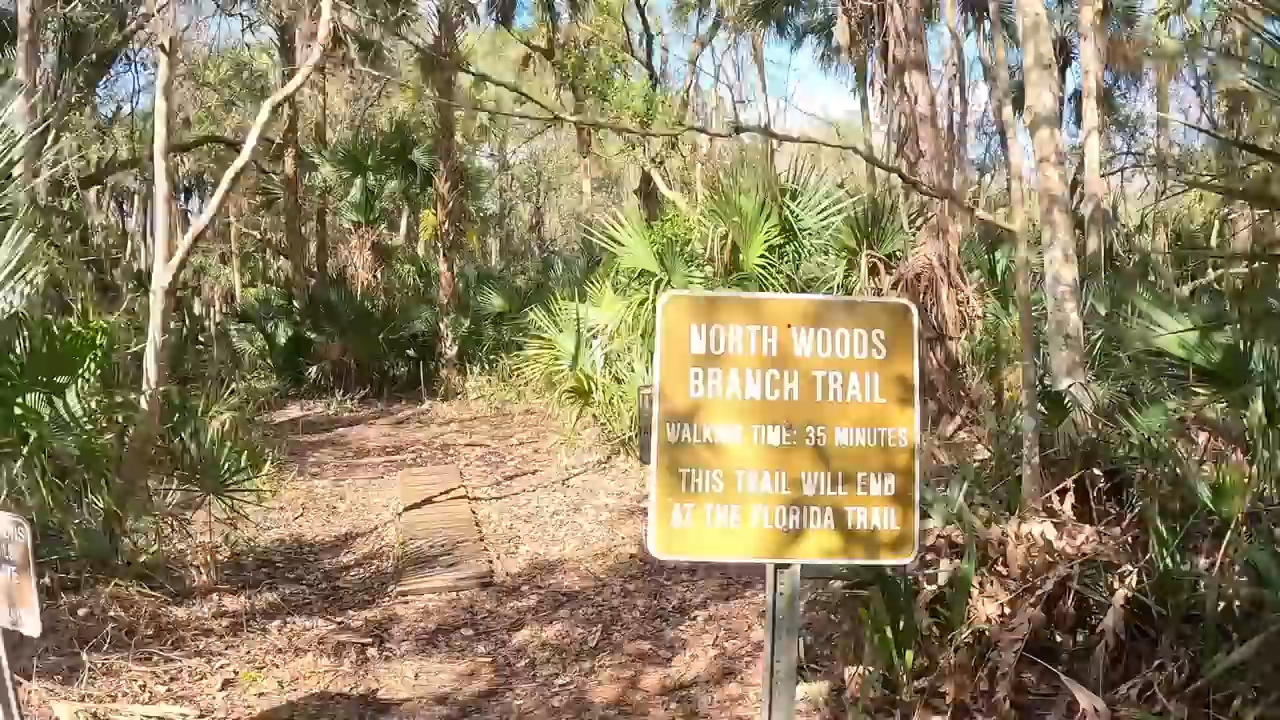 NORTH WOODS
BRANCH TRAIL
WALKING TIME: 35 MINUTES
THIS TRAIL WILL END
AT THE FLORIDA TRAIL